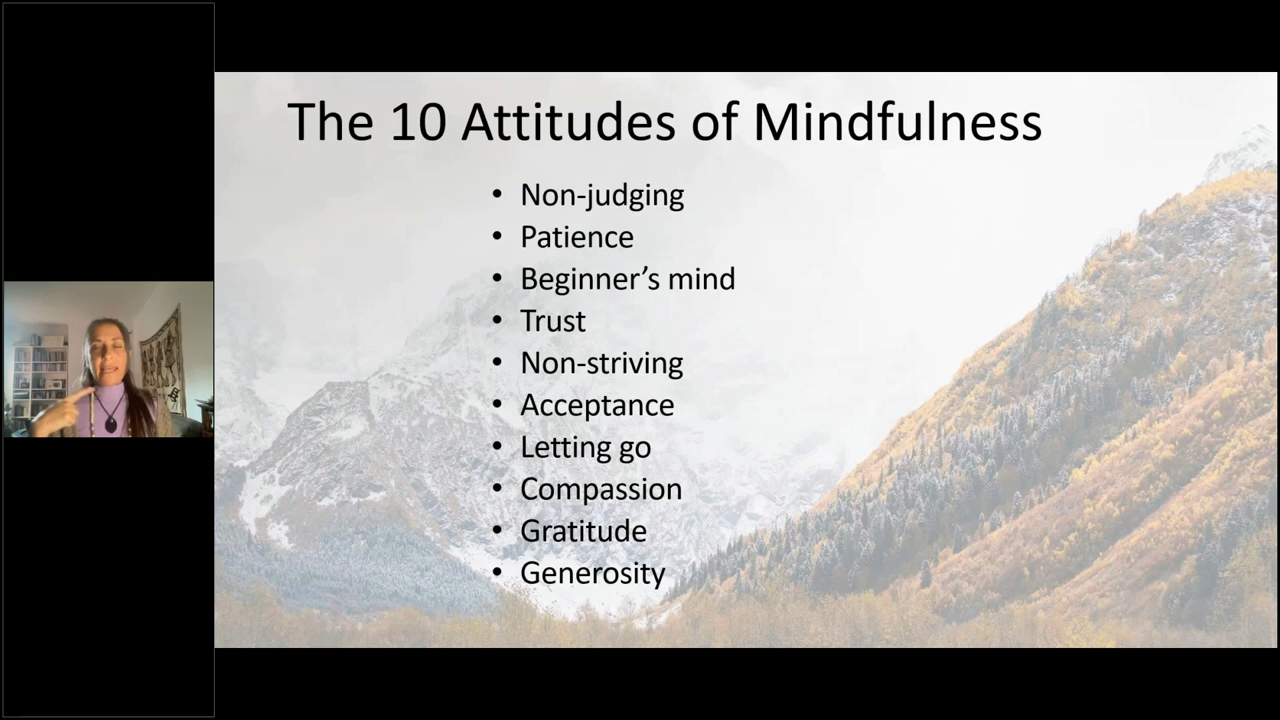 The 10 Attitudes of Mindfulness
• Non-judging
• Patience
• Beginner’s mind
• Trust
• Non-striving
• Acceptance
• Letting go
• Compassion
• Gratitude
• Generosity